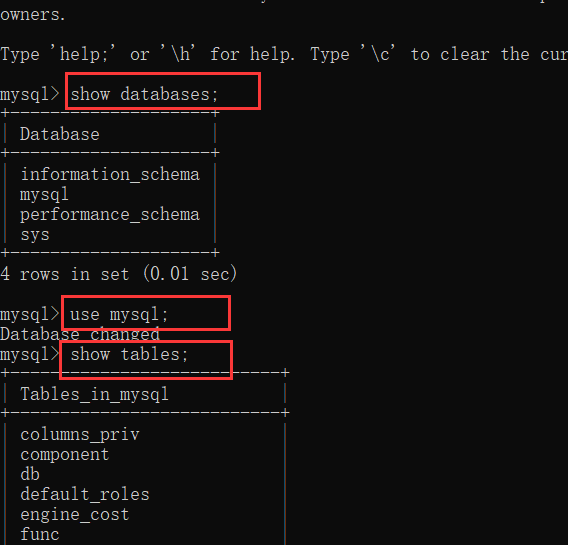 owners.
Type 'help;' or '\h' for help. Type '\c' to clear the cur
mysql> show databases;
+--------------------+
| Database           |
+--------------------+
| information_schema |
| mysql              |
| performance_schema |
| sys                |
+--------------------+
4 rows in set (0.01 sec)
mysql> use mysql;
Database changed
mysql> show tables;
+---------------------------+
| Tables_in_mysql           |
+---------------------------+
| columns_priv              |
| component                 |
| db                        |
| default_roles             |
| engine_cost               |
| func                      |